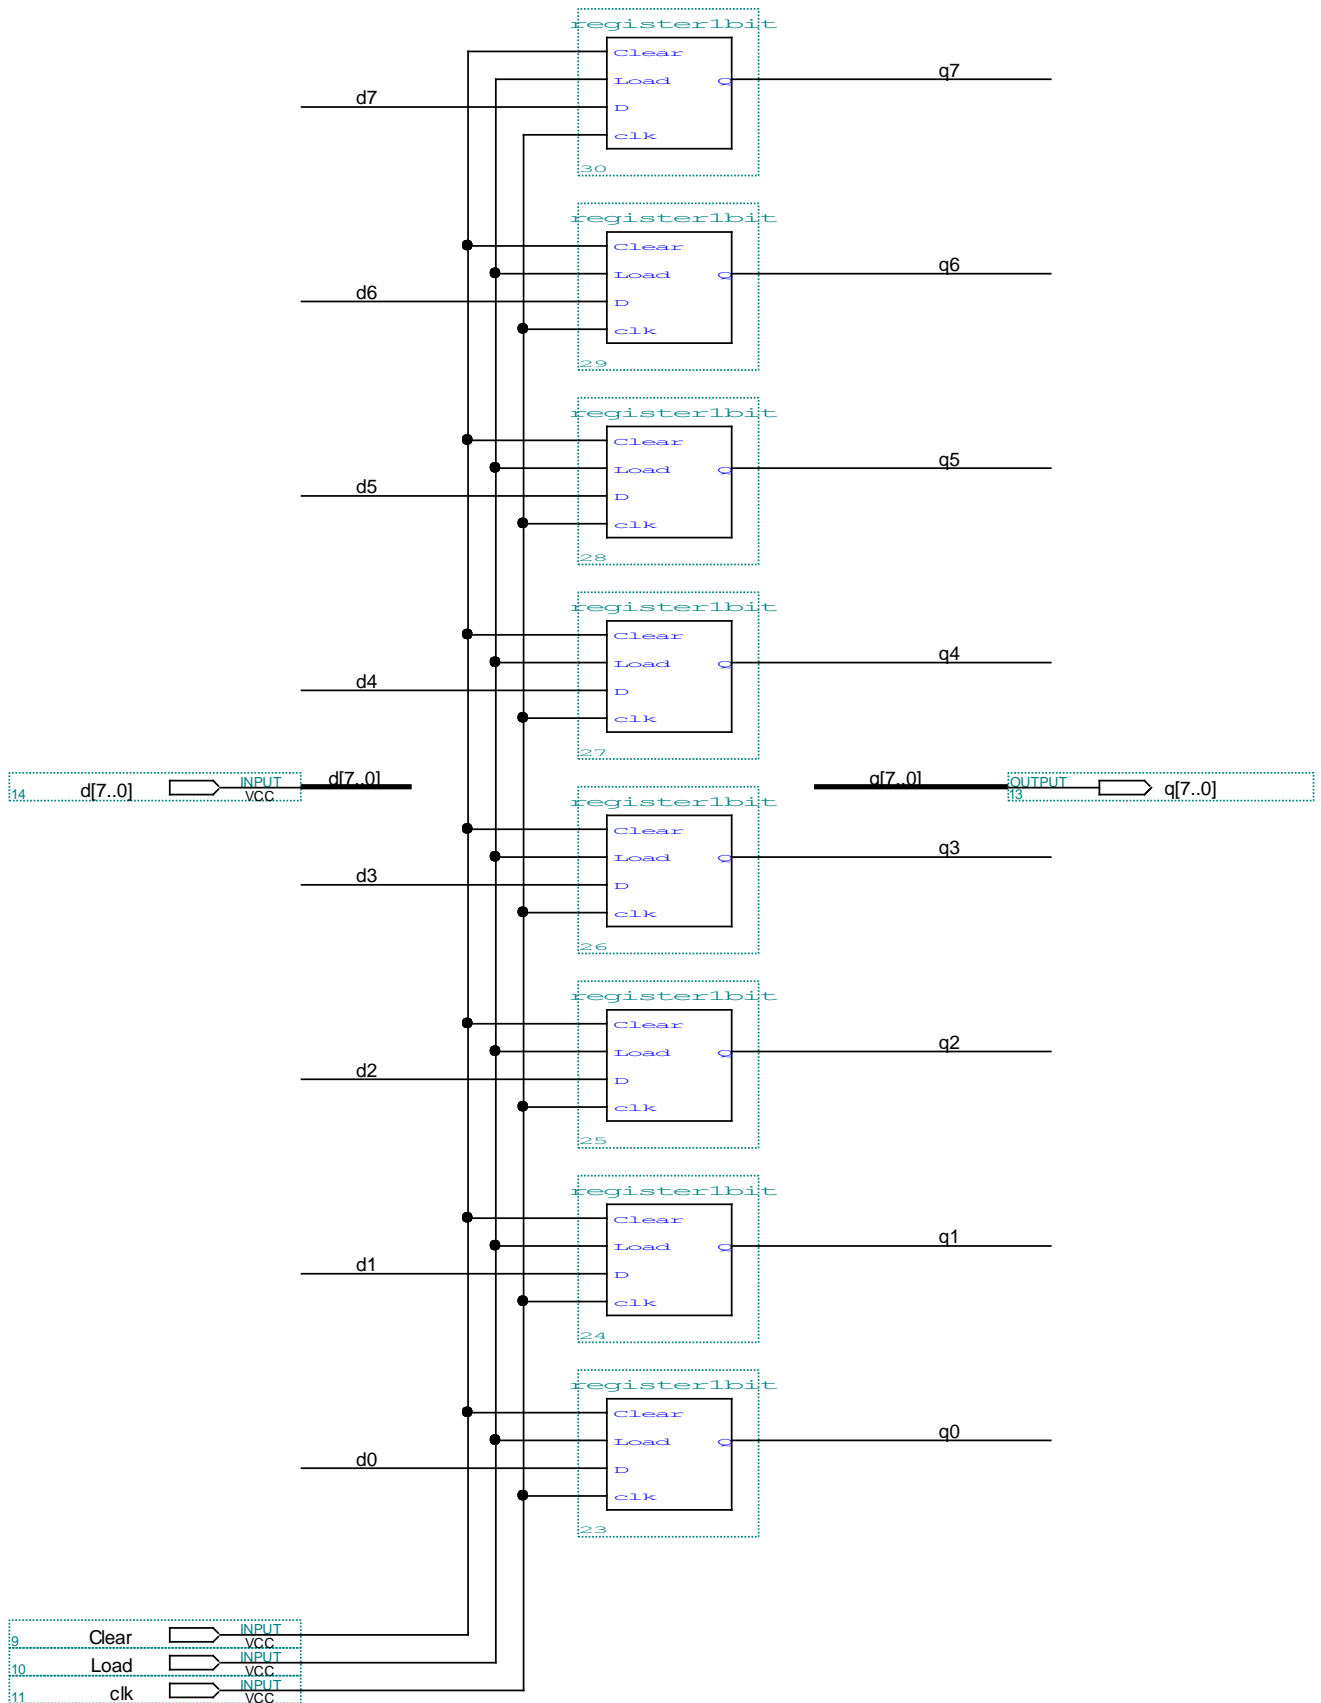 register1bit
Clear
Load Q q7
d7 D
clk
30
register1bit
Clear
Load Q q6
d6 D
clk
29
register1bit
Clear
Load Q q5
d5 D
clk
28
register1bit
Clear
Load Q q4
d4 D
clk
27
14 d[7..0] INPUT VCC d[7..0] q[7..0] OUTPUT 13 q[7..0]
register1bit
Clear
Load Q q3
d3 D
clk
26
register1bit
Clear
Load Q q2
d2 D
clk
25
register1bit
Clear
Load Q q1
d1 D
clk
24
register1bit
Clear
Load Q q0
d0 D
clk
23
9 Clear INPUT VCC
10 Load INPUT VCC
11 clk INPUT VCC